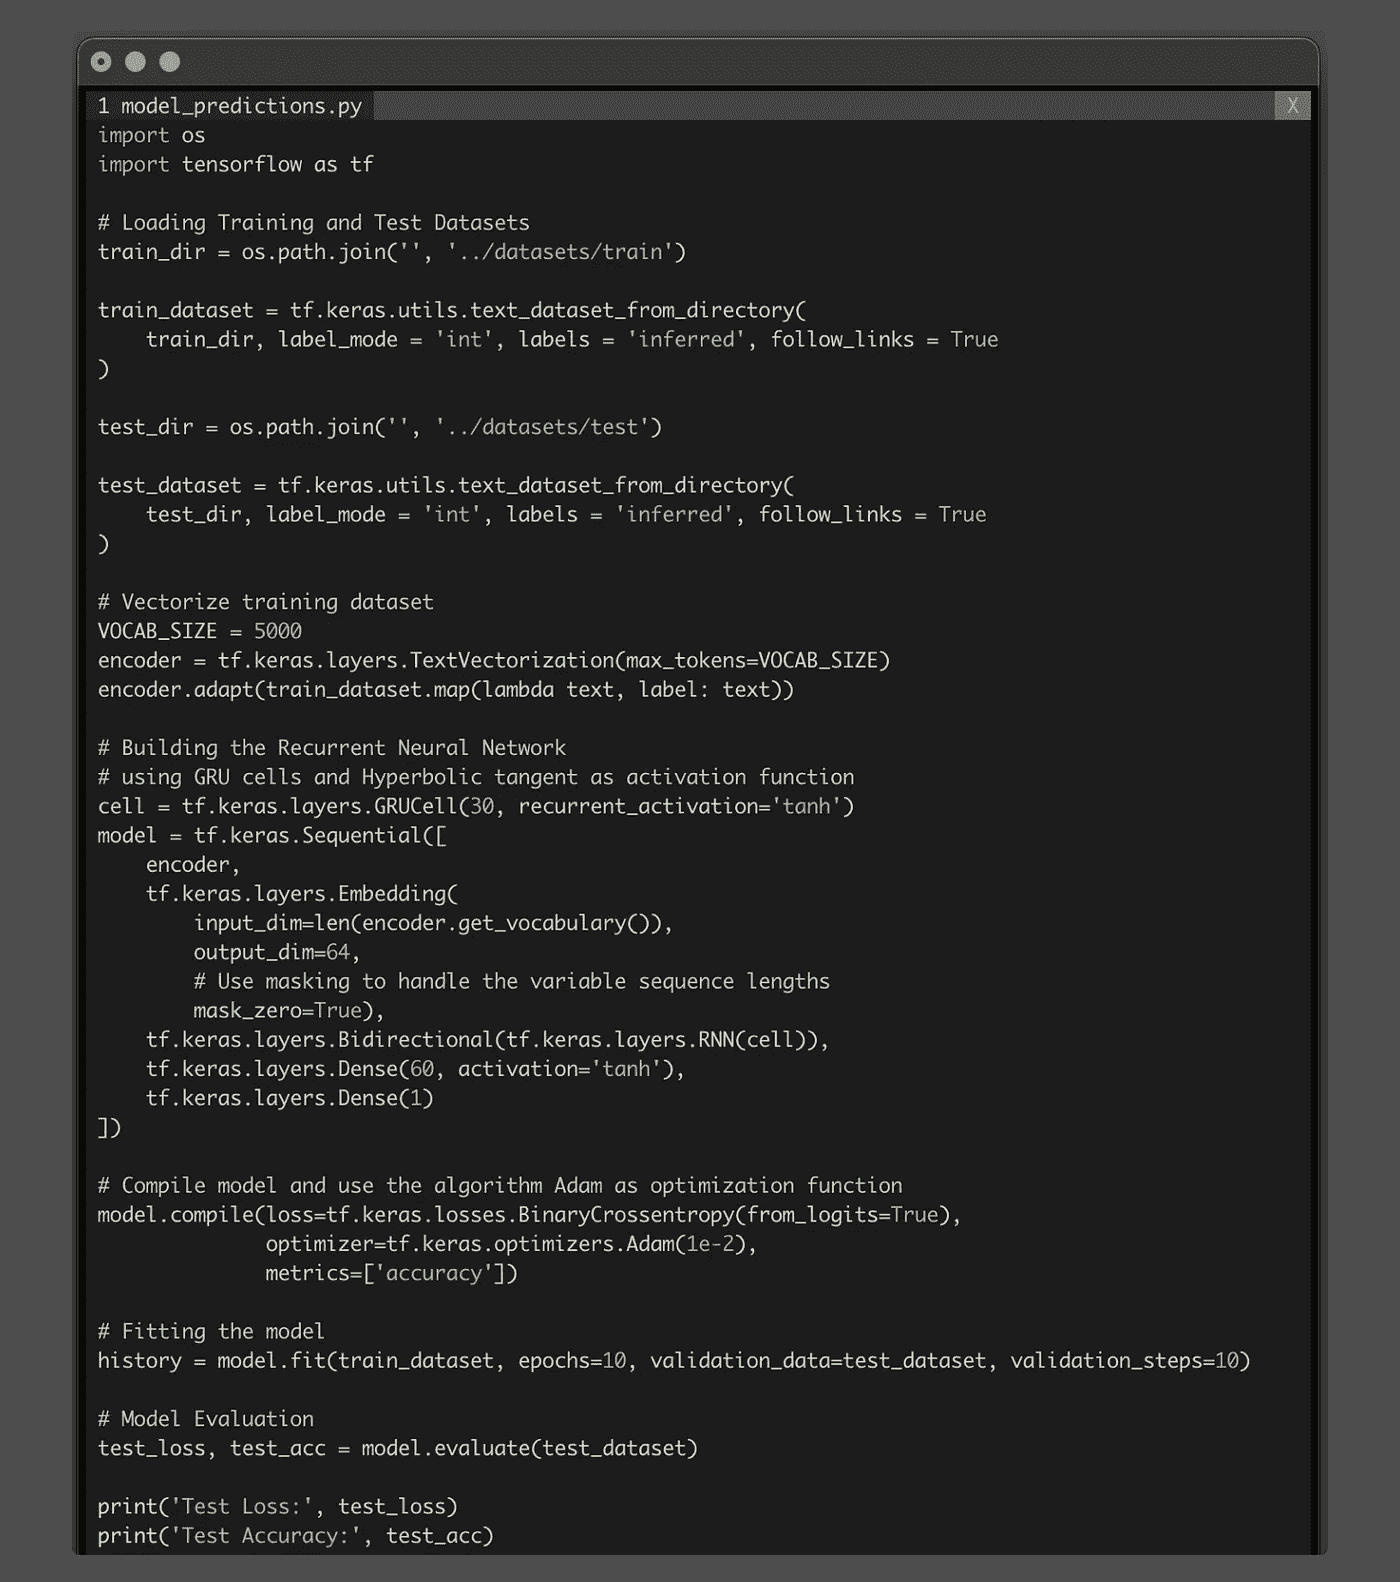 1 model_predictions.py
X
import os
import tensorflow as tf
# Loading Training and Test Datasets
train_dir = os.path.join('', '../datasets/train')
train_dataset = tf.keras.utils.text_dataset_from_directory(
    train_dir, label_mode = 'int', labels = 'inferred', follow_links = True
)
test_dir = os.path.join('', '../datasets/test')
test_dataset = tf.keras.utils.text_dataset_from_directory(
    test_dir, label_mode = 'int', labels = 'inferred', follow_links = True
)
# Vectorize training dataset
VOCAB_SIZE = 5000
encoder = tf.keras.layers.TextVectorization(max_tokens=VOCAB_SIZE)
encoder.adapt(train_dataset.map(lambda text, label: text))
# Building the Recurrent Neural Network
# using GRU cells and Hyperbolic tangent as activation function
cell = tf.keras.layers.GRUCell(30, recurrent_activation='tanh')
model = tf.keras.Sequential([
    encoder,
    tf.keras.layers.Embedding(
        input_dim=len(encoder.get_vocabulary()),
        output_dim=64,
        # Use masking to handle the variable sequence lengths
        mask_zero=True),
    tf.keras.layers.Bidirectional(tf.keras.layers.RNN(cell)),
    tf.keras.layers.Dense(60, activation='tanh'),
    tf.keras.layers.Dense(1)
])
# Compile model and use the algorithm Adam as optimization function
model.compile(loss=tf.keras.losses.BinaryCrossentropy(from_logits=True),
              optimizer=tf.keras.optimizers.Adam(1e-2),
              metrics=['accuracy'])
# Fitting the model
history = model.fit(train_dataset, epochs=10, validation_data=test_dataset, validation_steps=10)
# Model Evaluation
test_loss, test_acc = model.evaluate(test_dataset)
print('Test Loss:', test_loss)
print('Test Accuracy:', test_acc)